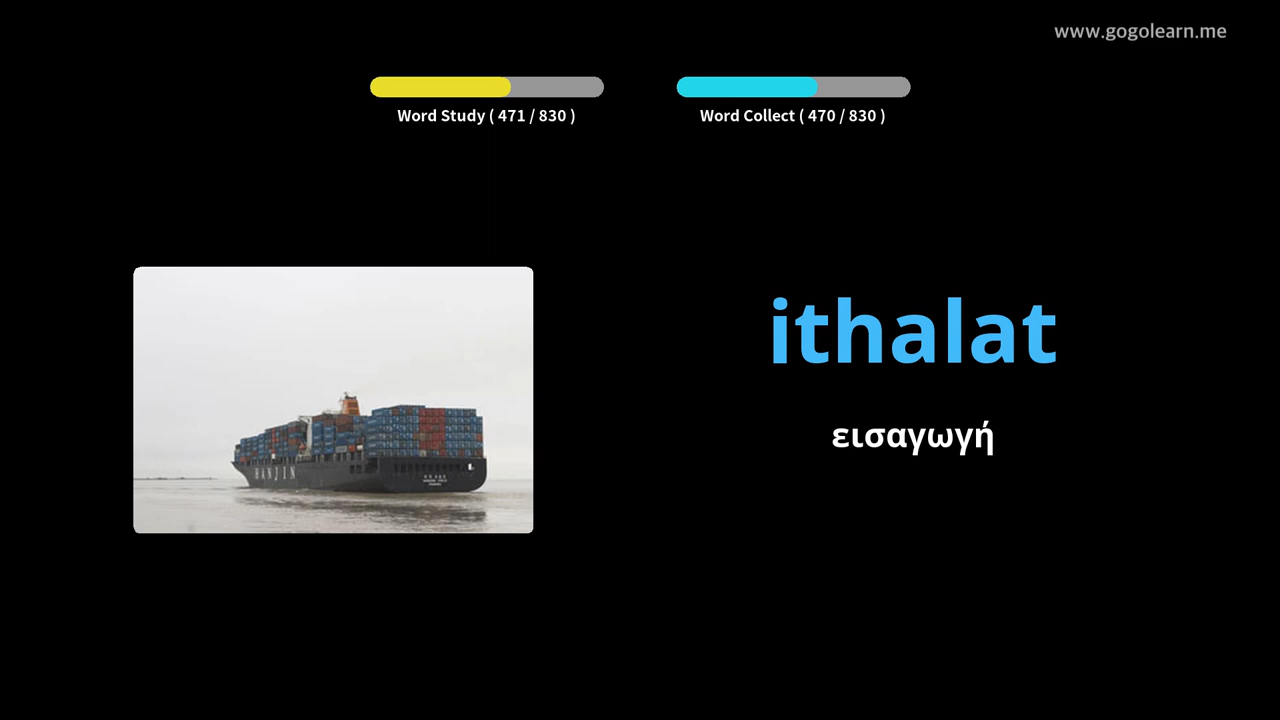 www.gogolearn.me
Word Study ( 471 / 830 )
Word Collect ( 470 / 830 )
ithalat
εισαγωγή
HANJIN